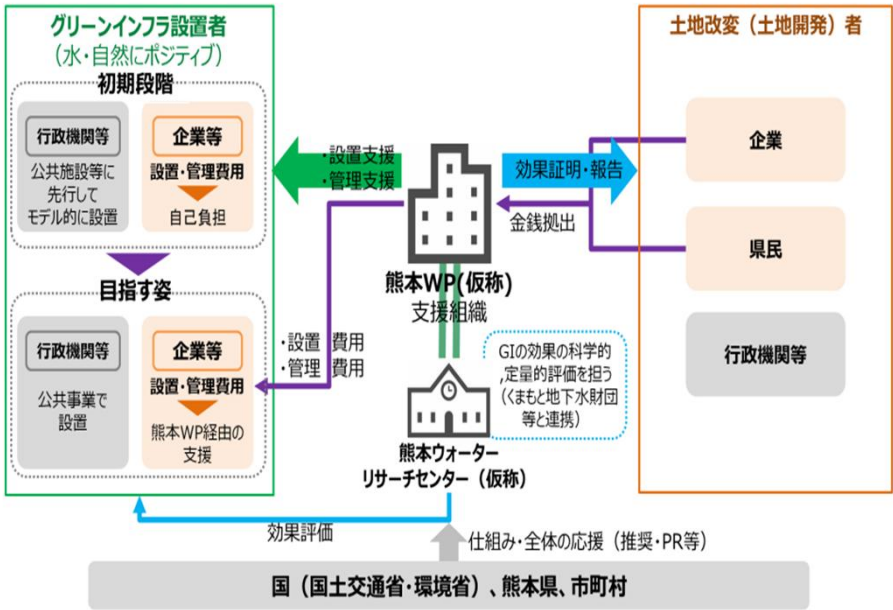 グリーンインフラ設置者
（水・自然にポジティブ）
初期段階
行政機関等
公共施設等に
先行して
モデル的に設置
企業等
設置・管理費用
自己負担
目指す姿
行政機関等
公共事業で
設置
企業等
設置・管理費用
熊本WP経由の
支援
・設置支援
・管理支援
・設置　費用
・管理　費用
熊本WP(仮称)
支援組織
効果証明・報告
金銭拠出
GIの効果の科学的
,定量的評価を担う
（くまもと地下水財団
等と連携）
熊本ウォーター
リサーチセンター（仮称）
効果評価
仕組み・全体の応援（推奨・PR等）
国（国土交通省・環境省）、熊本県、市町村
土地改変（土地開発）者
企業
県民
行政機関等